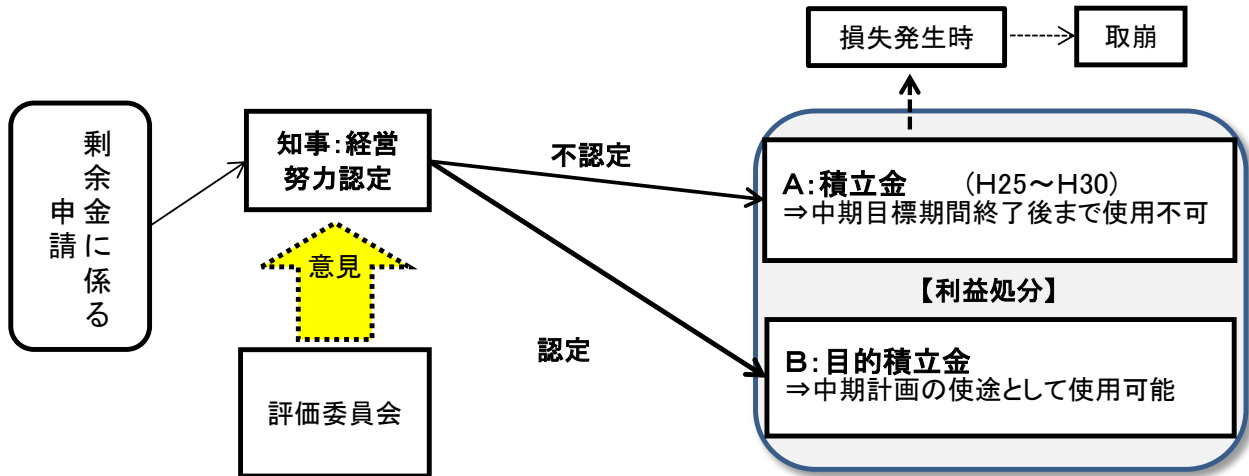 剰余金に係る
申請
知事：経営
努力認定
意見
評価委員会
不認定
認定
損失発生時
取崩
A：積立金　（H25～H30）
⇒中期目標期間終了後まで使用不可
【利益処分】
B：目的積立金
⇒中期計画の使途として使用可能